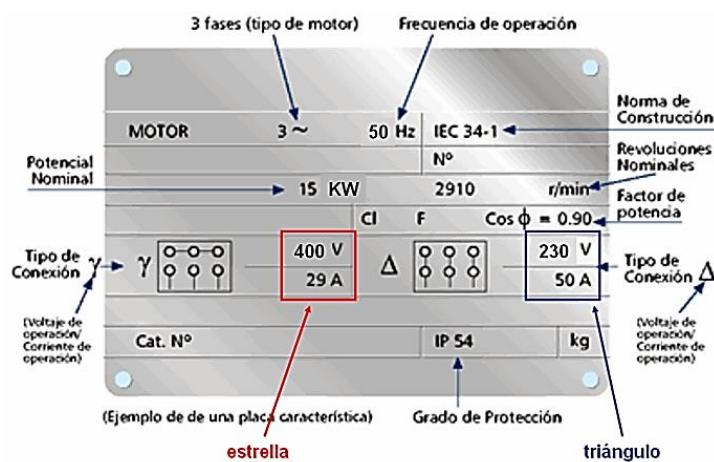 3 fases (tipo de motor)
Frecuencia de operación
Norma de
Construcción
MOTOR 3 ~ 50 Hz IEC 34-1
Nº
Revoluciones
Nominales
Potencial
Nominal
15 KW 2910 r/min
Factor de
potencia
Cl F Cos ϕ = 0.90
Tipo de
Conexión γ
γ 400 V
29 A
Δ 230 V
50 A
Tipo de
Conexión Δ
(Voltaje de
operación/
Corriente de
operación)
(Voltaje de
operación/
Corriente de
operación)
Cat. Nº IP 54 kg
(Ejemplo de de una placa característica)
Grado de Protección
estrella
triángulo